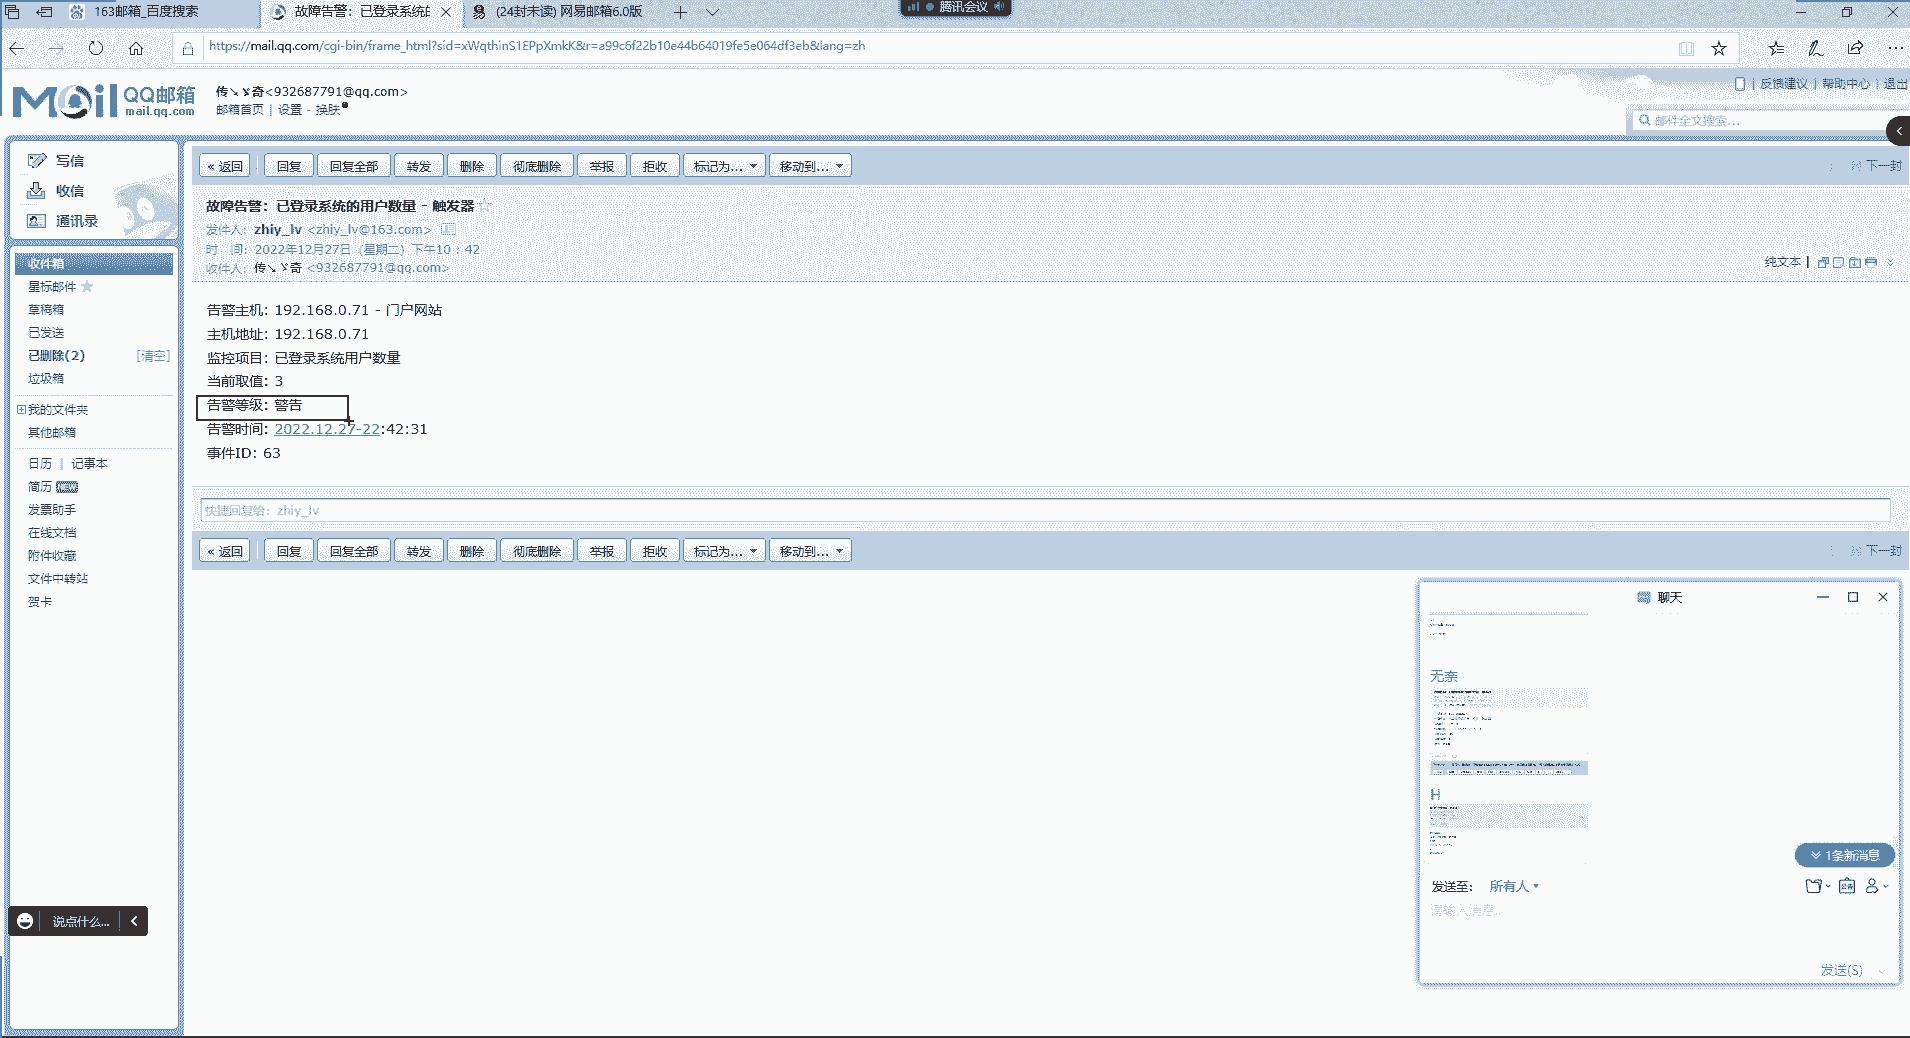 163邮箱_百度搜索
故障告警：已登录系统的
(24封未读) 网易邮箱6.0版
腾讯会议
https://mail.qq.com/cgi-bin/frame_html?sid=xWqthinS1EPpXmkK&r=a99c6f22b10e44b64019fe5e064df3eb&lang=zh
Mail QQ邮箱
mail.qq.com
传↘ゞ奇<932687791@qq.com>
邮箱首页 | 设置 - 换肤
| 反馈建议 | 帮助中心 | 退出
邮件全文搜索...
写信
收信
通讯录
收件箱
星标邮件
草稿箱
已发送
已删除(2) [清空]
垃圾箱
我的文件夹
其他邮箱
日历 | 记事本
简历 NEW
发票助手
在线文档
附件收藏
文件中转站
贺卡
说点什么...
« 返回 回复 回复全部 转发 删除 彻底删除 举报 拒收 标记为... 移动到... 下一封
故障告警：已登录系统的用户数量 - 触发器
发件人：zhiy_lv <zhiy_lv@163.com>
时 间：2022年12月27日（星期二）下午10：42
收件人：传↘ゞ奇 <932687791@qq.com>
纯文本 |
告警主机：192.168.0.71 - 门户网站
主机地址：192.168.0.71
监控项目：已登录系统用户数量
当前取值：3
告警等级：警告
告警时间：2022.12.27-22:42:31
事件ID：63
快捷回复给：zhiy_lv
« 返回 回复 回复全部 转发 删除 彻底删除 举报 拒收 标记为... 移动到... 下一封
聊天
无奈
H
1条新消息
发送至： 所有人
请输入消息...
发送(S)